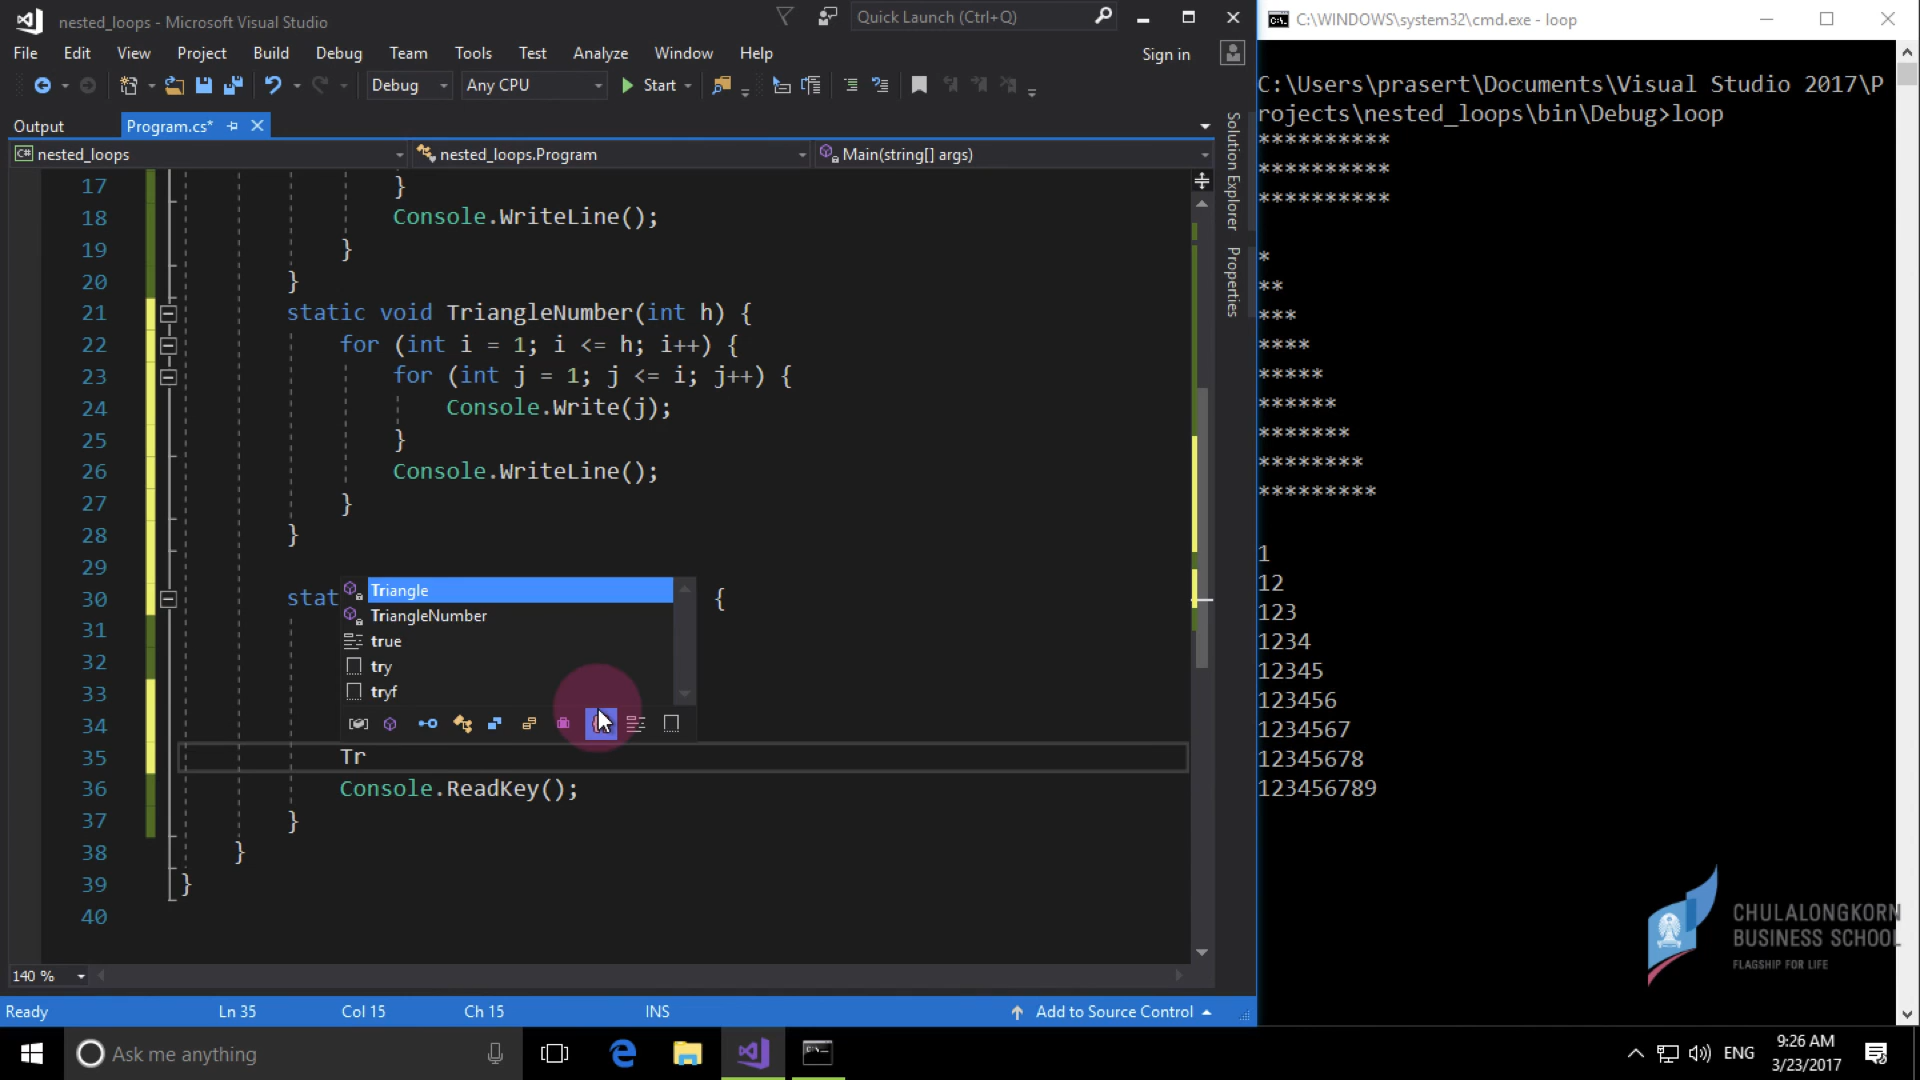 nested_loops - Microsoft Visual Studio
Quick Launch (Ctrl+Q)
File Edit View Project Build Debug Team Tools Test Analyze Window Help
Sign in
Debug Any CPU Start
Output Program.cs*
C# nested_loops nested_loops.Program Main(string[] args)
17 }
18 Console.WriteLine();
19 }
20 }
21 static void TriangleNumber(int h) {
22 for (int i = 1; i <= h; i++) {
23 for (int j = 1; j <= i; j++) {
24 Console.Write(j);
25 }
26 Console.WriteLine();
27 }
28 }
29
30 stat {
31
32
33
34
35 Tr
36 Console.ReadKey();
37 }
38 }
39 }
40
Triangle
TriangleNumber
true
try
tryf
140 %
Ready Ln 35 Col 15 Ch 15 INS Add to Source Control
Solution Explorer
Properties
C:\WINDOWS\system32\cmd.exe - loop
C:\Users\prasert\Documents\Visual Studio 2017\P
rojects\nested_loops\bin\Debug>loop
**********
**********
**********
*
**
***
****
*****
******
*******
********
*********
1
12
123
1234
12345
123456
1234567
12345678
123456789
CHULALONGKORN
BUSINESS SCHOOL
FLAGSHIP FOR LIFE
Ask me anything
ENG
9:26 AM
3/23/2017